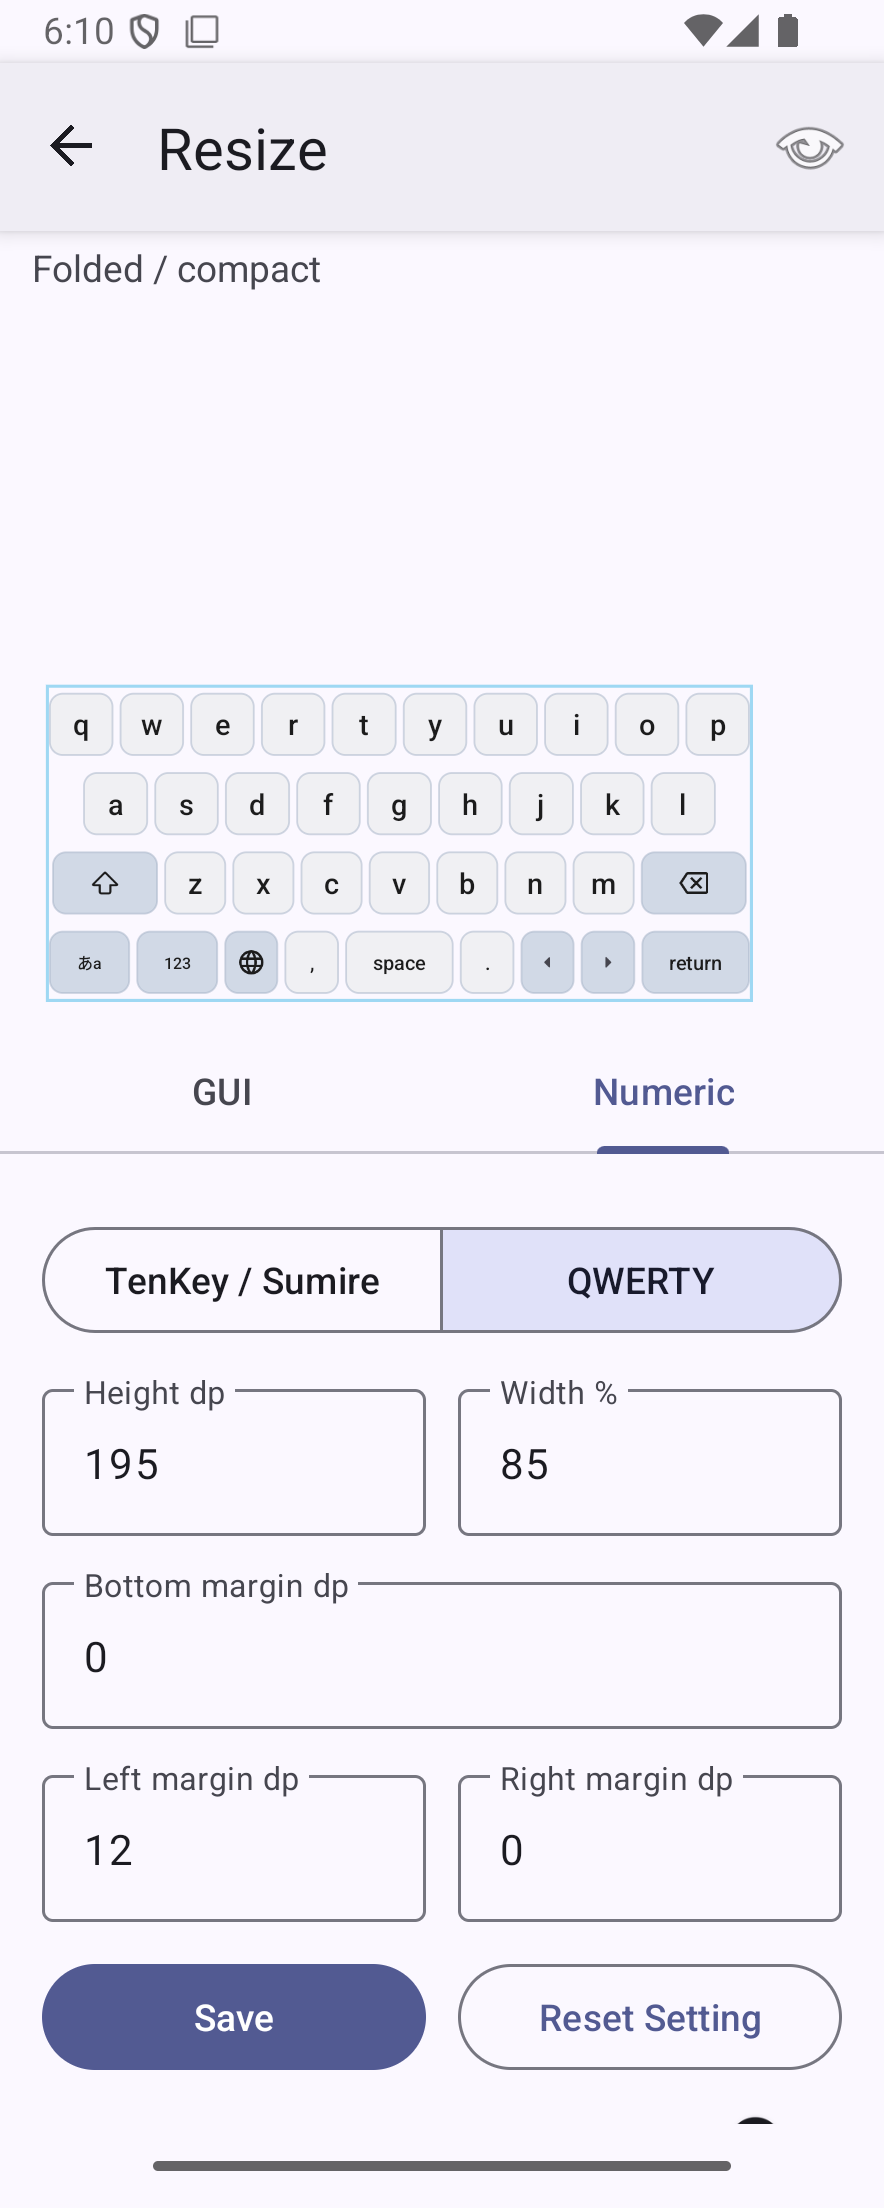 6:10
Resize
Folded / compact
q w e r t y u i o p
a s d f g h j k l
z x c v b n m
あa 123 , space . return
GUI Numeric
TenKey / Sumire QWERTY
Height dp Width %
195 85
Bottom margin dp
0
Left margin dp Right margin dp
12 0
Save Reset Setting